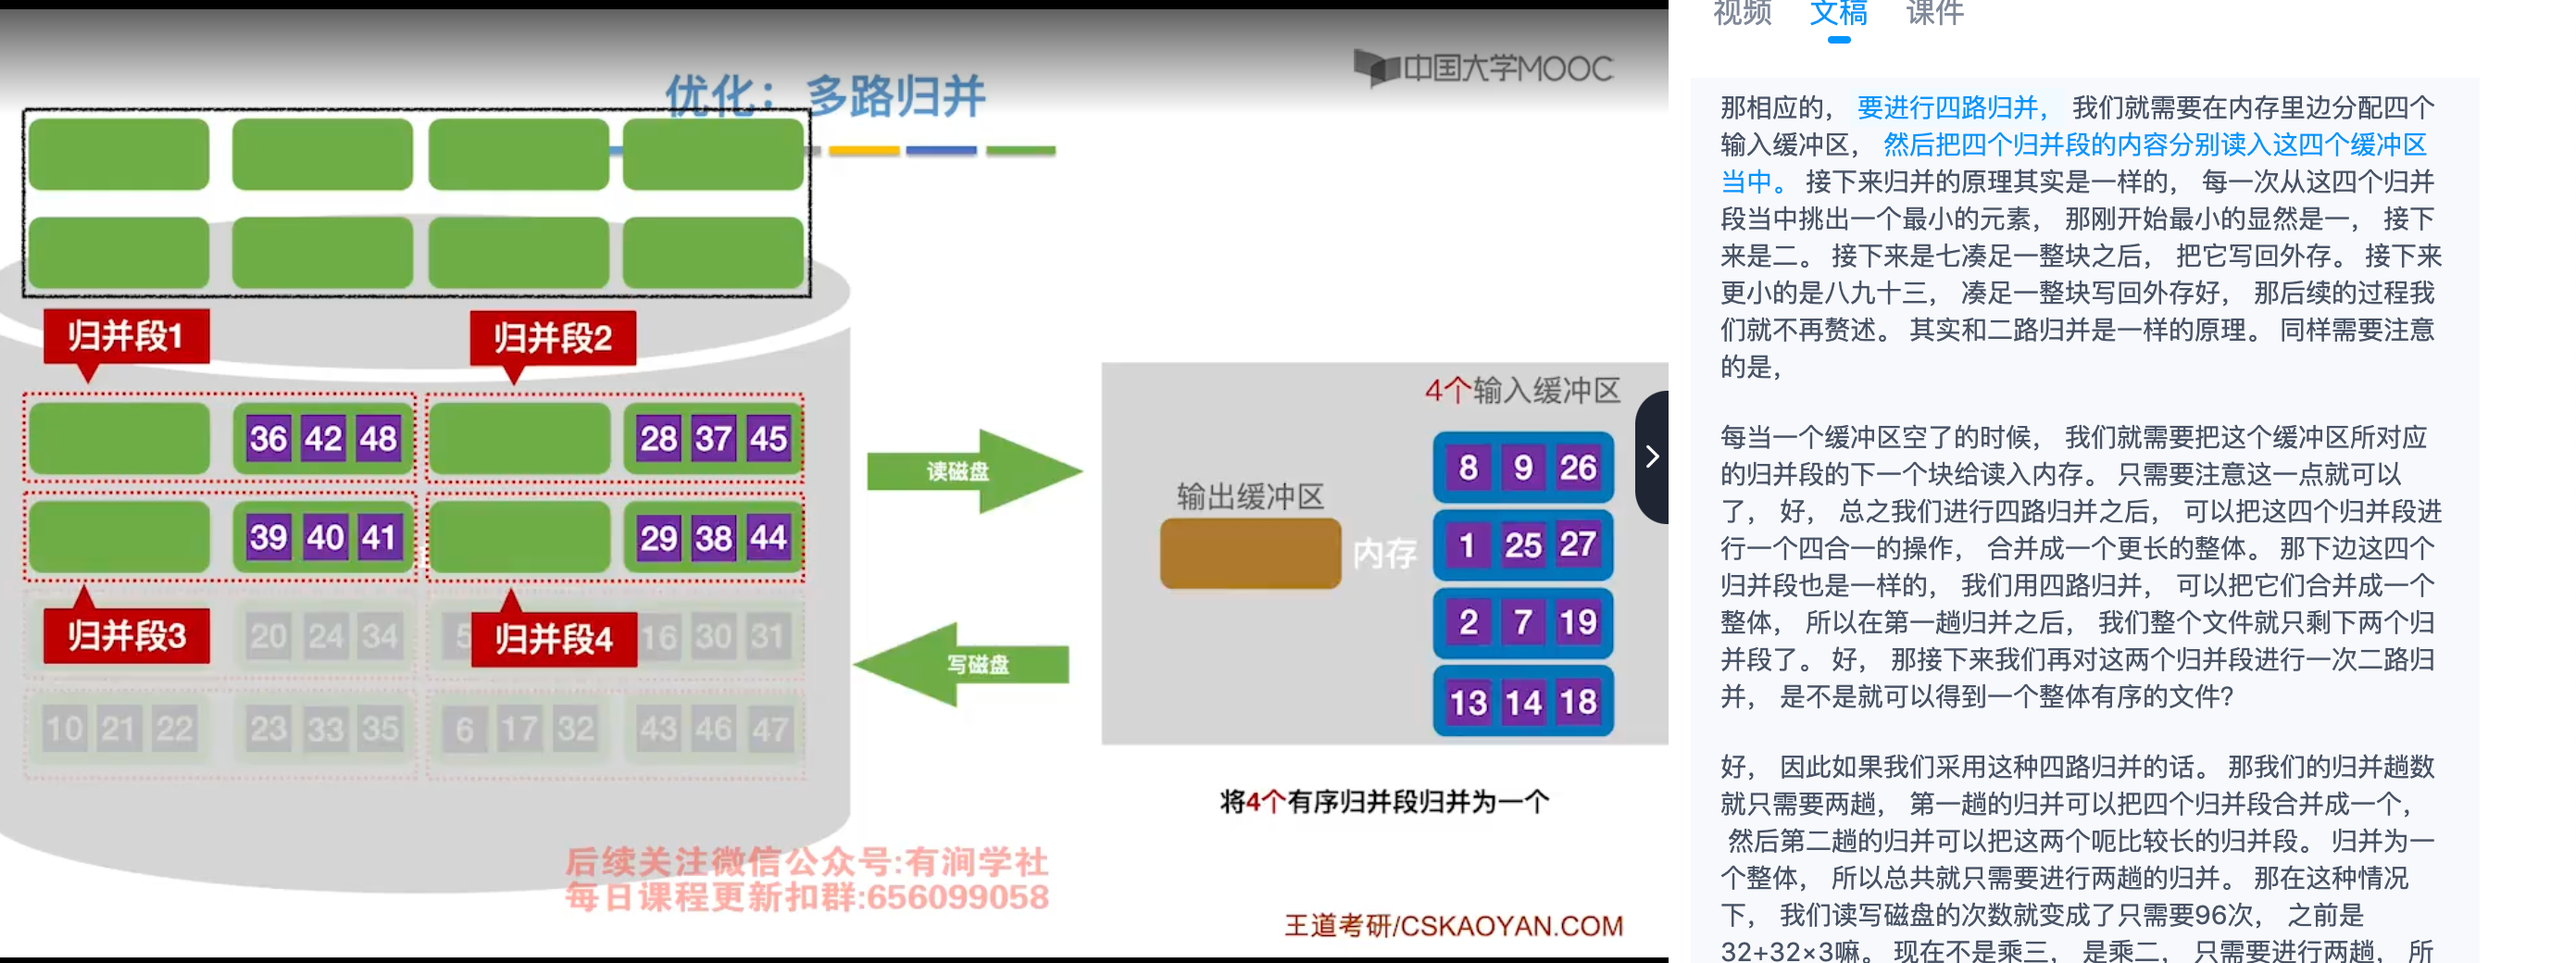 优化：多路归并
中国大学MOOC
归并段1
归并段2
36 42 48
28 37 45
39 40 41
29 38 44
归并段3
20 24 34
5
归并段4
16 30 31
10 21 22
23 33 35
6 17 32
43 46 47
读磁盘
写磁盘
4个输入缓冲区
8 9 26
输出缓冲区
内存
1 25 27
2 7 19
13 14 18
将4个有序归并段归并为一个
后续关注微信公众号:有涧学社
每日课程更新扣群:656099058
王道考研/CSKAOYAN.COM
视频 文稿 课件
那相应的， 要进行四路归并， 我们就需要在内存里边分配四个
输入缓冲区， 然后把四个归并段的内容分别读入这四个缓冲区
当中。 接下来归并的原理其实是一样的， 每一次从这四个归并
段当中挑出一个最小的元素， 那刚开始最小的显然是一， 接下
来是二。 接下来是七凑足一整块之后， 把它写回外存。 接下来
更小的是八九十三， 凑足一整块写回外存好， 那后续的过程我
们就不再赘述。 其实和二路归并是一样的原理。 同样需要注意
的是，
每当一个缓冲区空了的时候， 我们就需要把这个缓冲区所对应
的归并段的下一个块给读入内存。 只需要注意这一点就可以
了， 好， 总之我们进行四路归并之后， 可以把这四个归并段进
行一个四合一的操作， 合并成一个更长的整体。 那下边这四个
归并段也是一样的， 我们用四路归并， 可以把它们合并成一个
整体， 所以在第一趟归并之后， 我们整个文件就只剩下两个归
并段了。 好， 那接下来我们再对这两个归并段进行一次二路归
并， 是不是就可以得到一个整体有序的文件?
好， 因此如果我们采用这种四路归并的话。 那我们的归并趟数
就只需要两趟， 第一趟的归并可以把四个归并段合并成一个，
然后第二趟的归并可以把这两个呃比较长的归并段。 归并为一
个整体， 所以总共就只需要进行两趟的归并。 那在这种情况
下， 我们读写磁盘的次数就变成了只需要96次， 之前是
32+32×3嘛。 现在不是乘三， 是乘二， 只需要进行两趟， 所